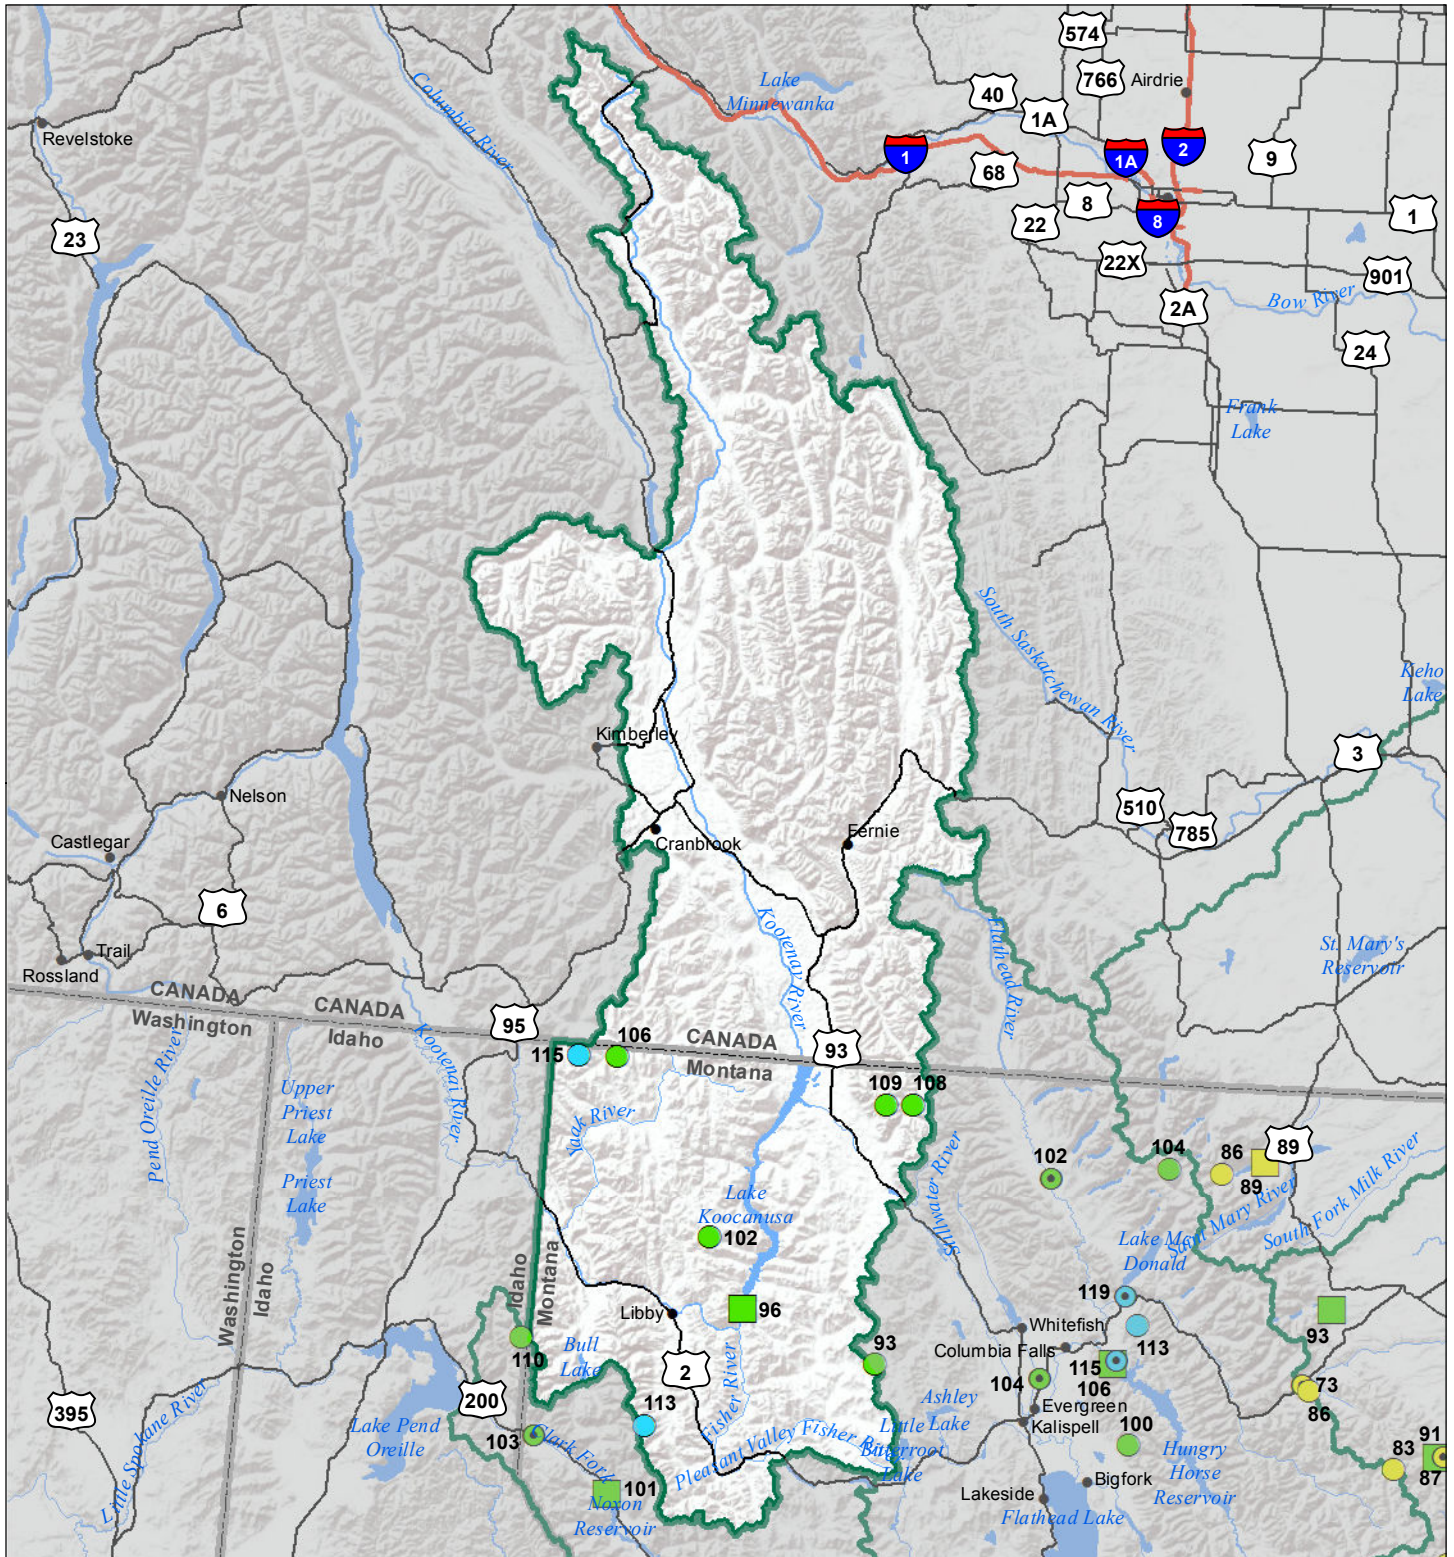 574
766
Airdrie
Lake
Minnewanka
40
1A
Columbia River
Revelstoke
1
68
1A
2
9
8
8
22
1
23
22X
901
Bow River
2A
24
Frank
Lake
South Saskatchewan River
Keho
Lake
Kimberley
3
Nelson
510
785
Castlegar
Cranbrook
Fernie
6
Kootenay River
Flathead River
St. Mary's
Reservoir
Trail
Rossland
CANADA
Washington
CANADA
Idaho
95
Kootenai River
CANADA
Montana
93
115
106
109
108
Pend Oreille River
Upper
Priest
Lake
Priest
Lake
Yaak River
Stillwater River
102
104
86
89
89
Saint Mary River
South Fork Milk River
Lake
Koocanusa
102
Lake Mc
Donald
Washington
Idaho
Idaho
Montana
119
Libby
96
93
Whitefish
113
Columbia Falls
115
106
93
110
Bull
Lake
2
Fisher River
104
73
86
200
395
Little Spokane River
Lake Pend
Oreille
113
Ashley
Lake
Little
Bitterroot
Lake
Evergreen
Kalispell
100
Hungry
Horse
Reservoir
91
83
87
103
Clark Fork
Pleasant Valley Fisher River
101
Noxon
Reservoir
Bigfork
Lakeside
Flathead Lake